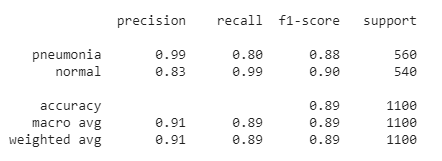 precision recall f1-score support
pneumonia 0.99 0.80 0.88 560
normal 0.83 0.99 0.90 540
accuracy 0.89 1100
macro avg 0.91 0.89 0.89 1100
weighted avg 0.91 0.89 0.89 1100